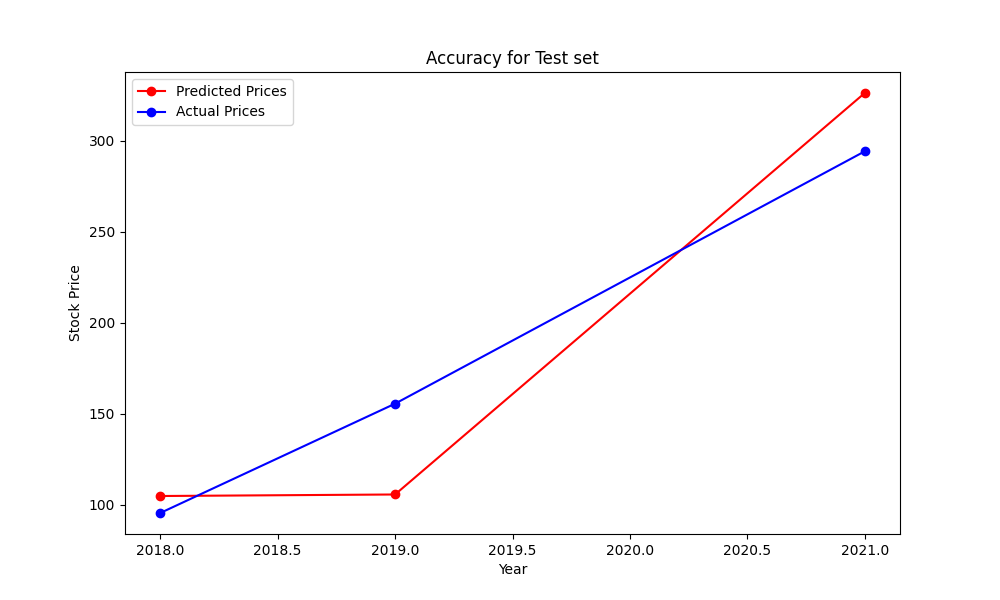 Accuracy for Test set
Predicted Prices
Actual Prices
Stock Price
300
250
200
150
100
2018.0 2018.5 2019.0 2019.5 2020.0 2020.5 2021.0
Year